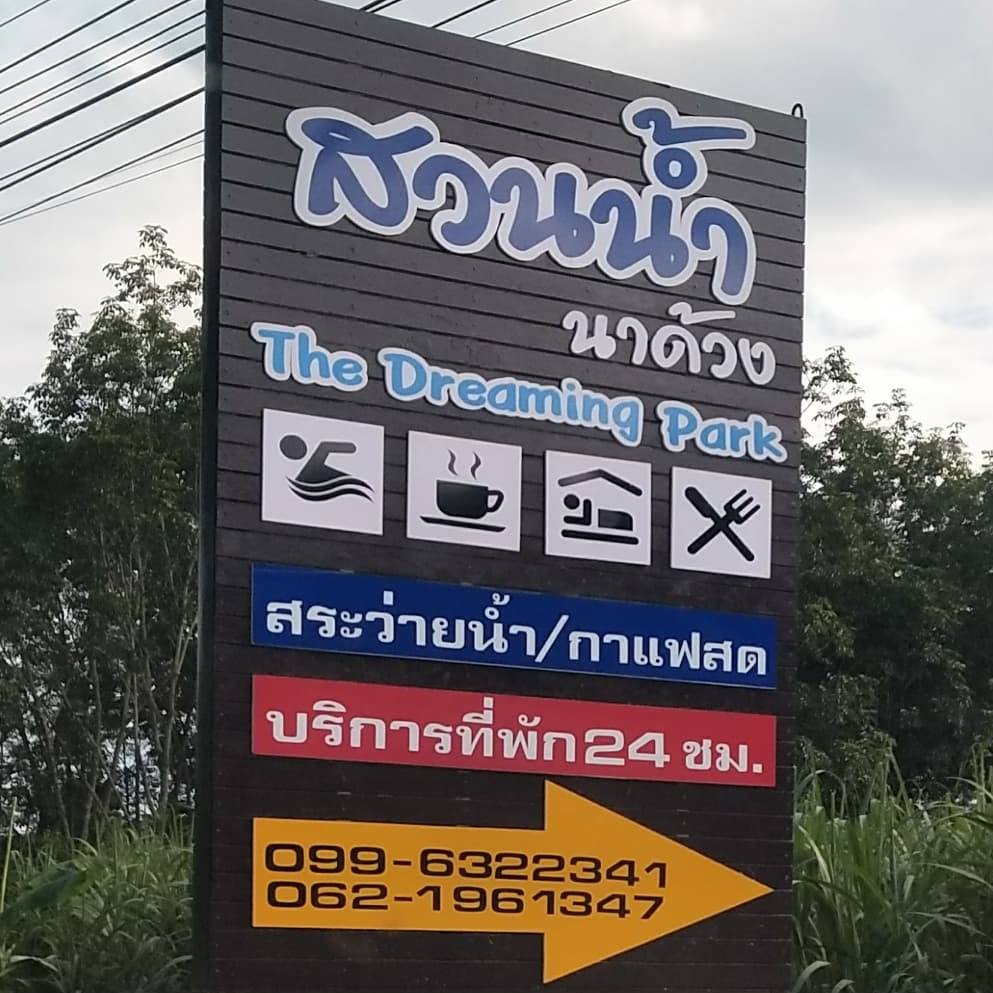 สวนน้ำ
นาด้วง
The Dreaming Park
สระว่ายน้ำ/กาแฟสด
บริการที่พัก24 ชม.
099-6322341
062-1961347